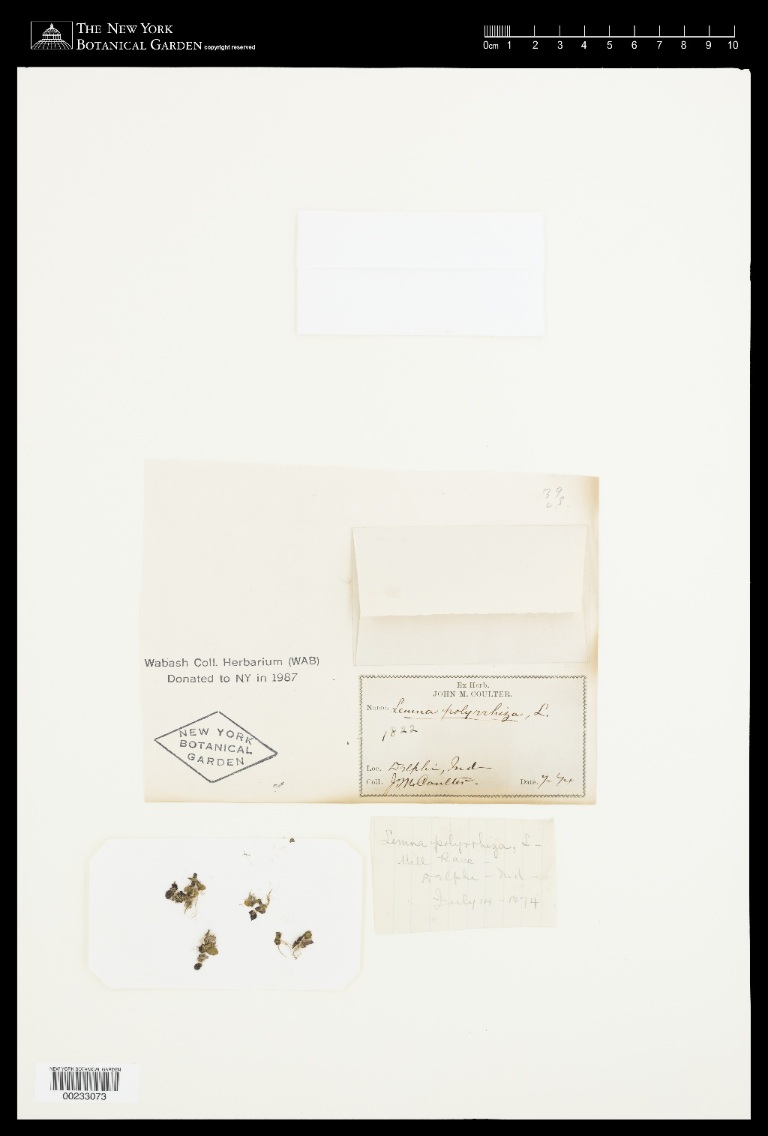 THE NEW YORK
BOTANICAL GARDEN copyright reserved
0cm 1 2 3 4 5 6 7 8 9 10
39
Wabash Coll. Herbarium (WAB)
Donated to NY in 1987
NEW YORK
BOTANICAL
GARDEN
Ex Herb.
JOHN M. COULTER.
Name. Lemna polyrrhiza, L.
1822
Loc. Delphi, Ind-
Coll. J.M. Coulter. Date. 7-74
Lemna polyrrhiza, L-
Mill Race -
Delphi - Ind -
July 14 - 1874
NEW YORK BOTANICAL GARDEN
00233073